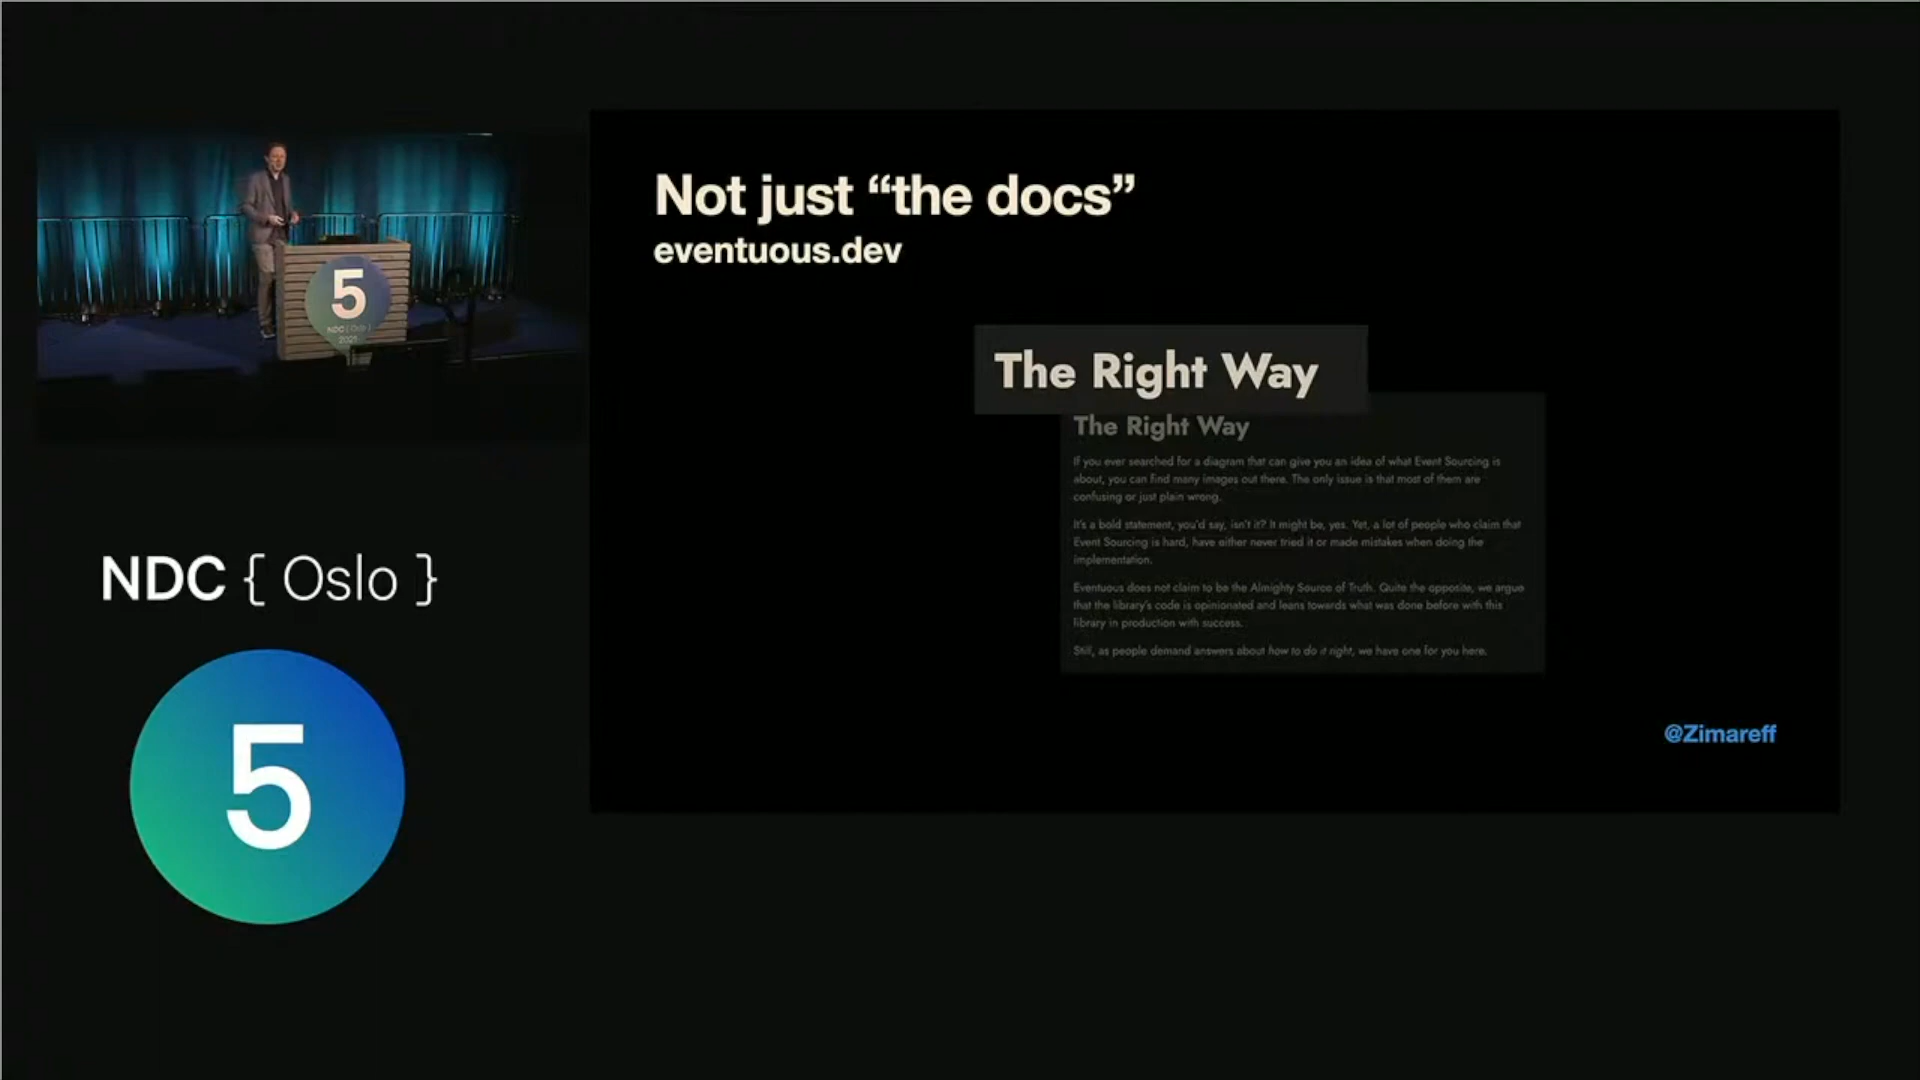 Not just “the docs”
eventuous.dev
The Right Way
The Right Way
If you ever searched for a diagram that can give you an idea of what Event Sourcing is
about, you can find many images out there. The only issue is that most of them are
confusing or just plain wrong.
It's a bold statement, you'd say, isn't it? It might be, yes. Yet, a lot of people who claim that
Event Sourcing is hard, have either never tried it or made mistakes when doing the
implementation.
Eventuous does not claim to be the Almighty Source of Truth. Quite the opposite, we argue
that the library's code is opinionated and leans towards what was done before with this
library in production with success.
Still, as people demand answers about how to do it right, we have one for you here.
@Zimareff
5
NDC { Oslo }
2021
NDC { Oslo }
5